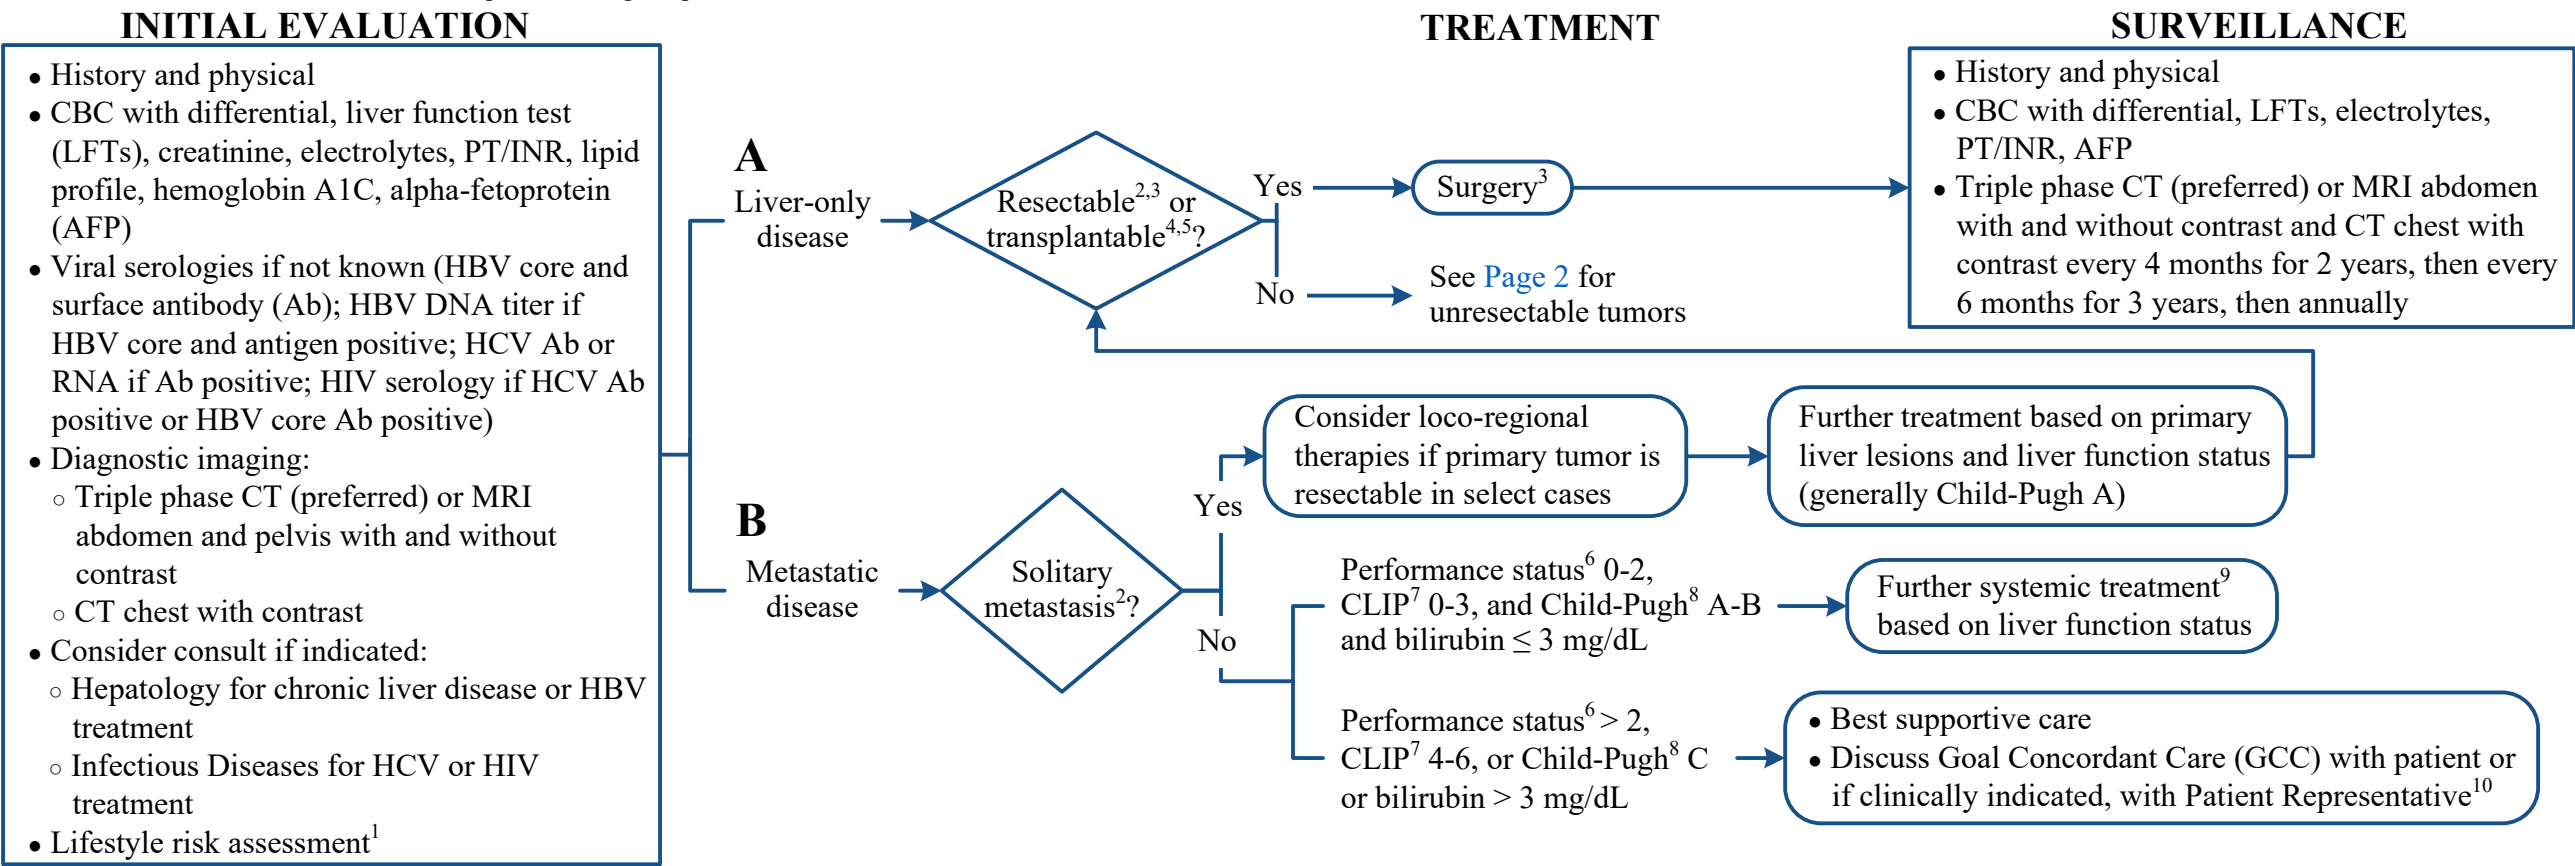 INITIAL EVALUATION
● History and physical
● CBC with differential, liver function test
(LFTs), creatinine, electrolytes, PT/INR, lipid
profile, hemoglobin A1C, alpha-fetoprotein
(AFP)
● Viral serologies if not known (HBV core and
surface antibody (Ab); HBV DNA titer if
HBV core and antigen positive; HCV Ab or
RNA if Ab positive; HIV serology if HCV Ab
positive or HBV core Ab positive)
● Diagnostic imaging:
○ Triple phase CT (preferred) or MRI
abdomen and pelvis with and without
contrast
○ CT chest with contrast
● Consider consult if indicated:
○ Hepatology for chronic liver disease or HBV
treatment
○ Infectious Diseases for HCV or HIV
treatment
● Lifestyle risk assessment1
TREATMENT
A
Liver-only
disease
Resectable2,3 or
transplantable4,5?
Yes
Surgery3
No
See Page 2 for
unresectable tumors
B
Metastatic
disease
Solitary
metastasis2?
Yes
Consider loco-regional
therapies if primary tumor is
resectable in select cases
Further treatment based on primary
liver lesions and liver function status
(generally Child-Pugh A)
No
Performance status6 0-2,
CLIP7 0-3, and Child-Pugh8 A-B
and bilirubin ≤ 3 mg/dL
Further systemic treatment9
based on liver function status
Performance status6 > 2,
CLIP7 4-6, or Child-Pugh8 C
or bilirubin > 3 mg/dL
● Best supportive care
● Discuss Goal Concordant Care (GCC) with patient or
if clinically indicated, with Patient Representative10
SURVEILLANCE
● History and physical
● CBC with differential, LFTs, electrolytes,
PT/INR, AFP
● Triple phase CT (preferred) or MRI abdomen
with and without contrast and CT chest with
contrast every 4 months for 2 years, then every
6 months for 3 years, then annually